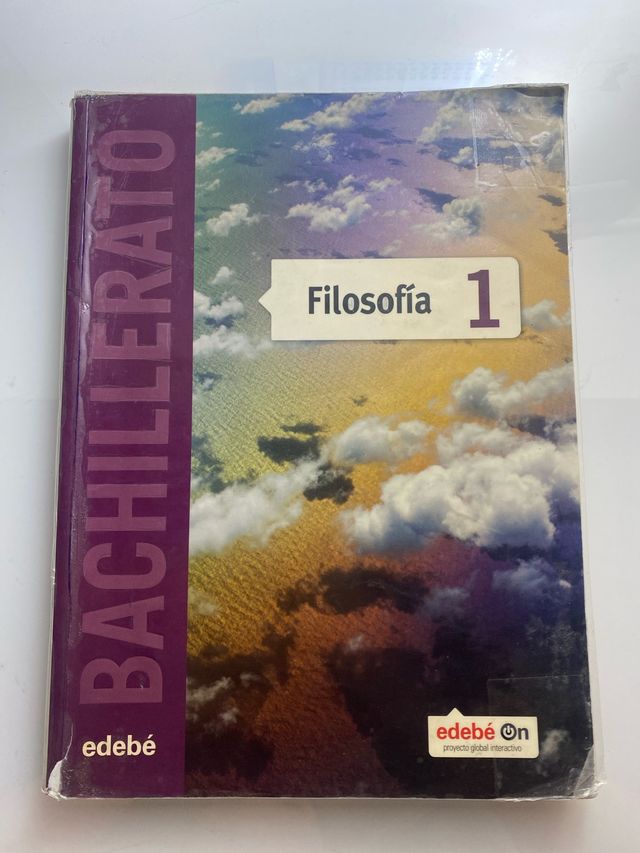 BACHILLERATO
Filosofía 1
edebé
edebé On
proyecto global interactivo